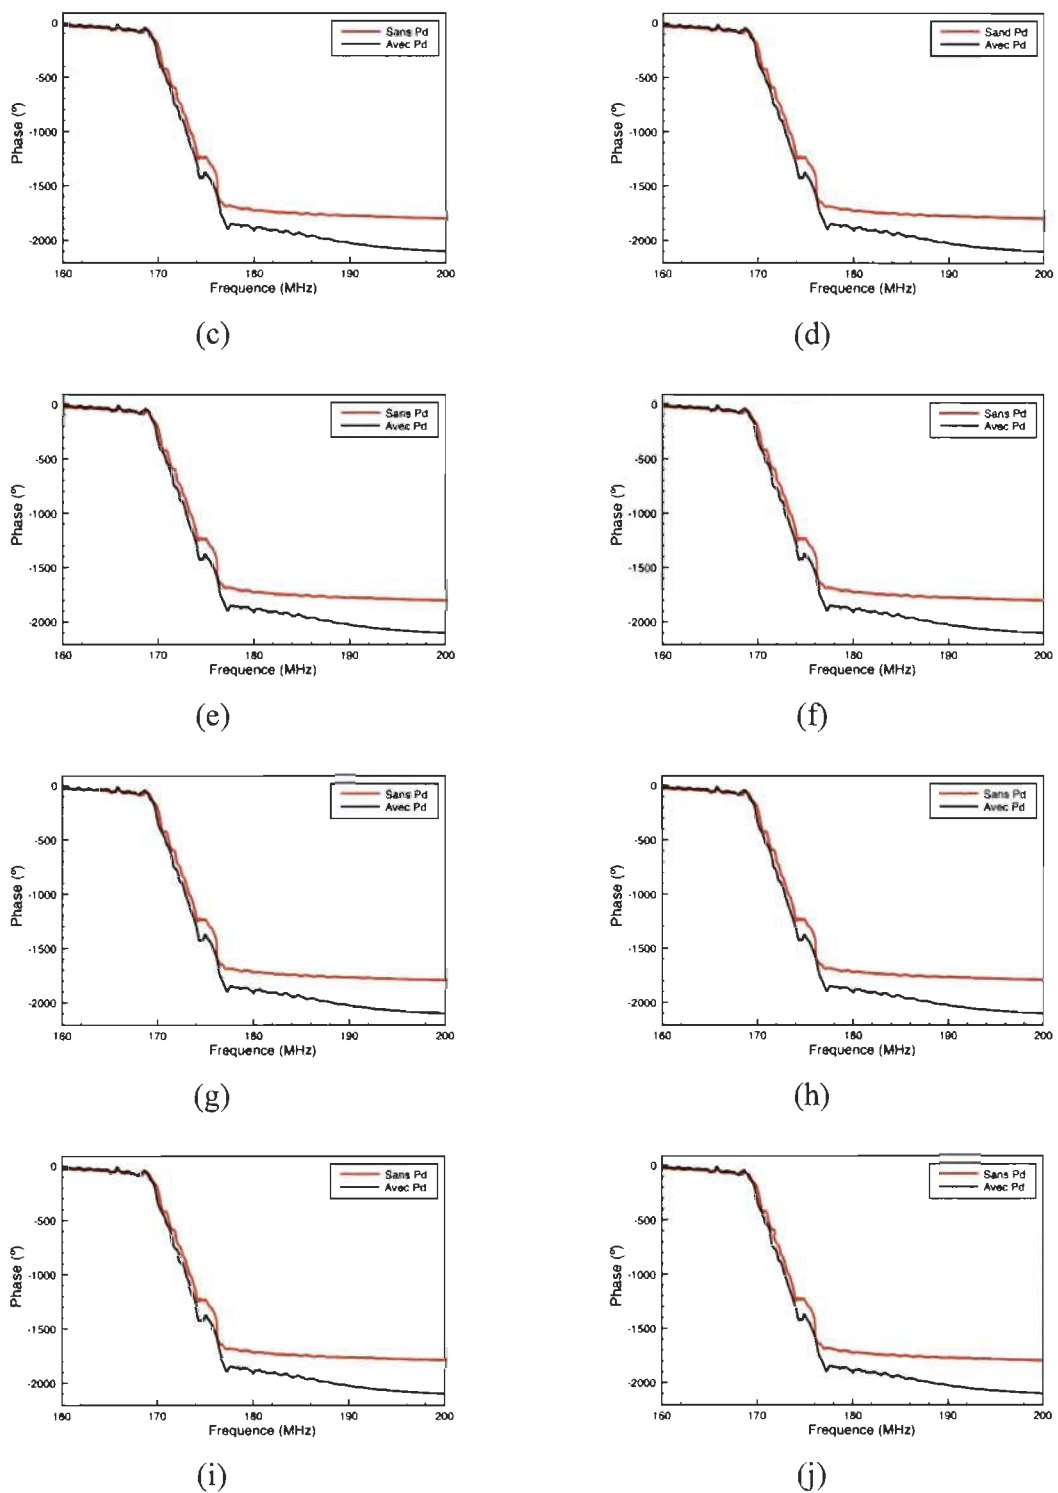 0
-500
-1000
-1500
-2000
Phase (º)
160 170 180 190 200
Frequence (MHz)
Sans Pd
Avec Pd
(c)
0
-500
-1000
-1500
-2000
Phase (º)
160 170 180 190 200
Frequence (MHz)
Sand Pd
Avec Pd
(d)
0
-500
-1000
-1500
-2000
Phase (º)
160 170 180 190 200
Frequence (MHz)
Sans Pd
Avec Pd
(e)
0
-500
-1000
-1500
-2000
Phase (º)
160 170 180 190 200
Frequence (MHz)
Sans Pd
Avec Pd
(f)
0
-500
-1000
-1500
-2000
Phase (º)
160 170 180 190 200
Frequence (MHz)
Sans Pd
Avec Pd
(g)
0
-500
-1000
-1500
-2000
Phase (º)
160 170 180 190 200
Frequence (MHz)
Sans Pd
Avec Pd
(h)
0
-500
-1000
-1500
-2000
Phase (º)
160 170 180 190 200
Frequence (MHz)
Sans Pd
Avec Pd
(i)
0
-500
-1000
-1500
-2000
Phase (º)
160 170 180 190 200
Frequence (MHz)
Sans Pd
Avec Pd
(j)